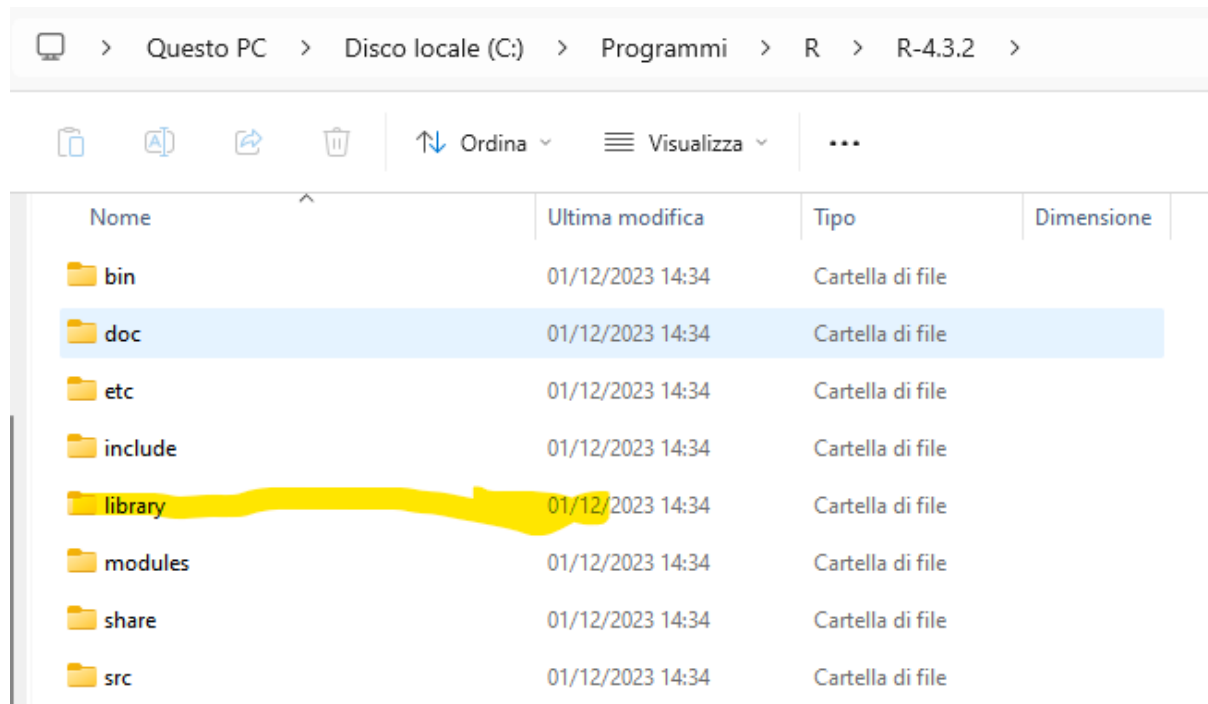 Questo PC > Disco locale (C:) > Programmi > R > R-4.3.2 >
Ordina Visualizza
Nome Ultima modifica Tipo Dimensione
bin 01/12/2023 14:34 Cartella di file
doc 01/12/2023 14:34 Cartella di file
etc 01/12/2023 14:34 Cartella di file
include 01/12/2023 14:34 Cartella di file
library 01/12/2023 14:34 Cartella di file
modules 01/12/2023 14:34 Cartella di file
share 01/12/2023 14:34 Cartella di file
src 01/12/2023 14:34 Cartella di file